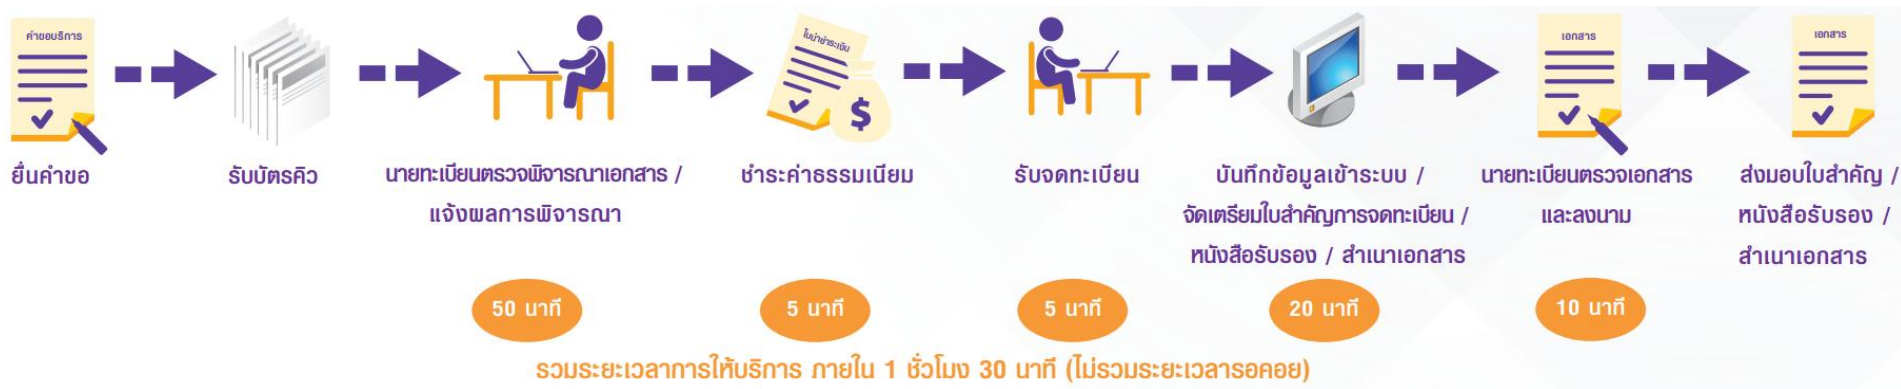 คำขอบริการ
ใบนำชำระเงิน
เอกสาร
เอกสาร
ยื่นคำขอ
รับบัตรคิว
นายทะเบียนตรวจพิจารณาเอกสาร /
แจ้งผลการพิจารณา
ชำระค่าธรรมเนียม
รับจดทะเบียน
บันทึกข้อมูลเข้าระบบ /
จัดเตรียมใบสำคัญการจดทะเบียน /
หนังสือรับรอง / สำเนาเอกสาร
นายทะเบียนตรวจเอกสาร
และลงนาม
ส่งมอบใบสำคัญ /
หนังสือรับรอง /
สำเนาเอกสาร
50 นาที
5 นาที
5 นาที
20 นาที
10 นาที
รวมระยะเวลาการให้บริการ ภายใน 1 ชั่วโมง 30 นาที (ไม่รวมระยะเวลารอคอย)